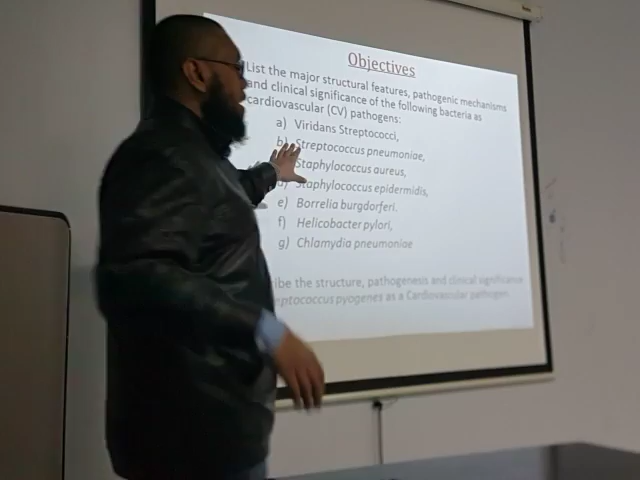 Objectives
List the major structural features, pathogenic mechanisms
and clinical significance of the following bacteria as
cardiovascular (CV) pathogens:
a) Viridans Streptococci,
b) Streptococcus pneumoniae,
Staphylococcus aureus,
Staphylococcus epidermidis,
e) Borrelia burgdorferi.
f) Helicobacter pylori,
g) Chlamydia pneumoniae
the structure, pathogenesis and clinical significance
pyogenes as a Cardiovascular pathogen.